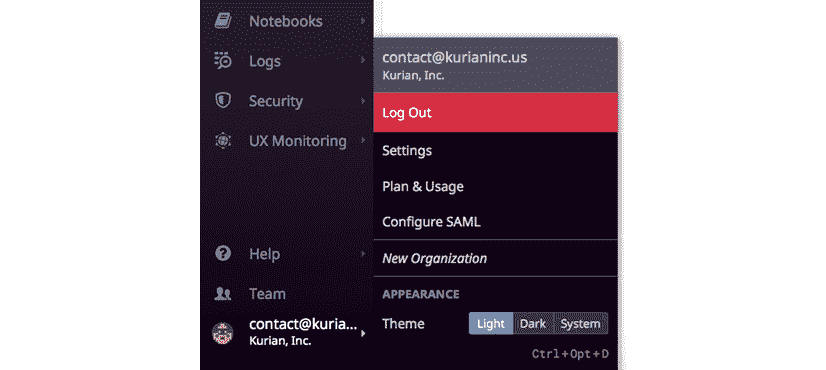 Notebooks
Logs
Security
UX Monitoring
Help
Team
contact@kuria...
Kurian, Inc.
contact@kurianinc.us
Kurian, Inc.
Log Out
Settings
Plan & Usage
Configure SAML
New Organization
APPEARANCE
Theme Light Dark System
Ctrl+Opt+D